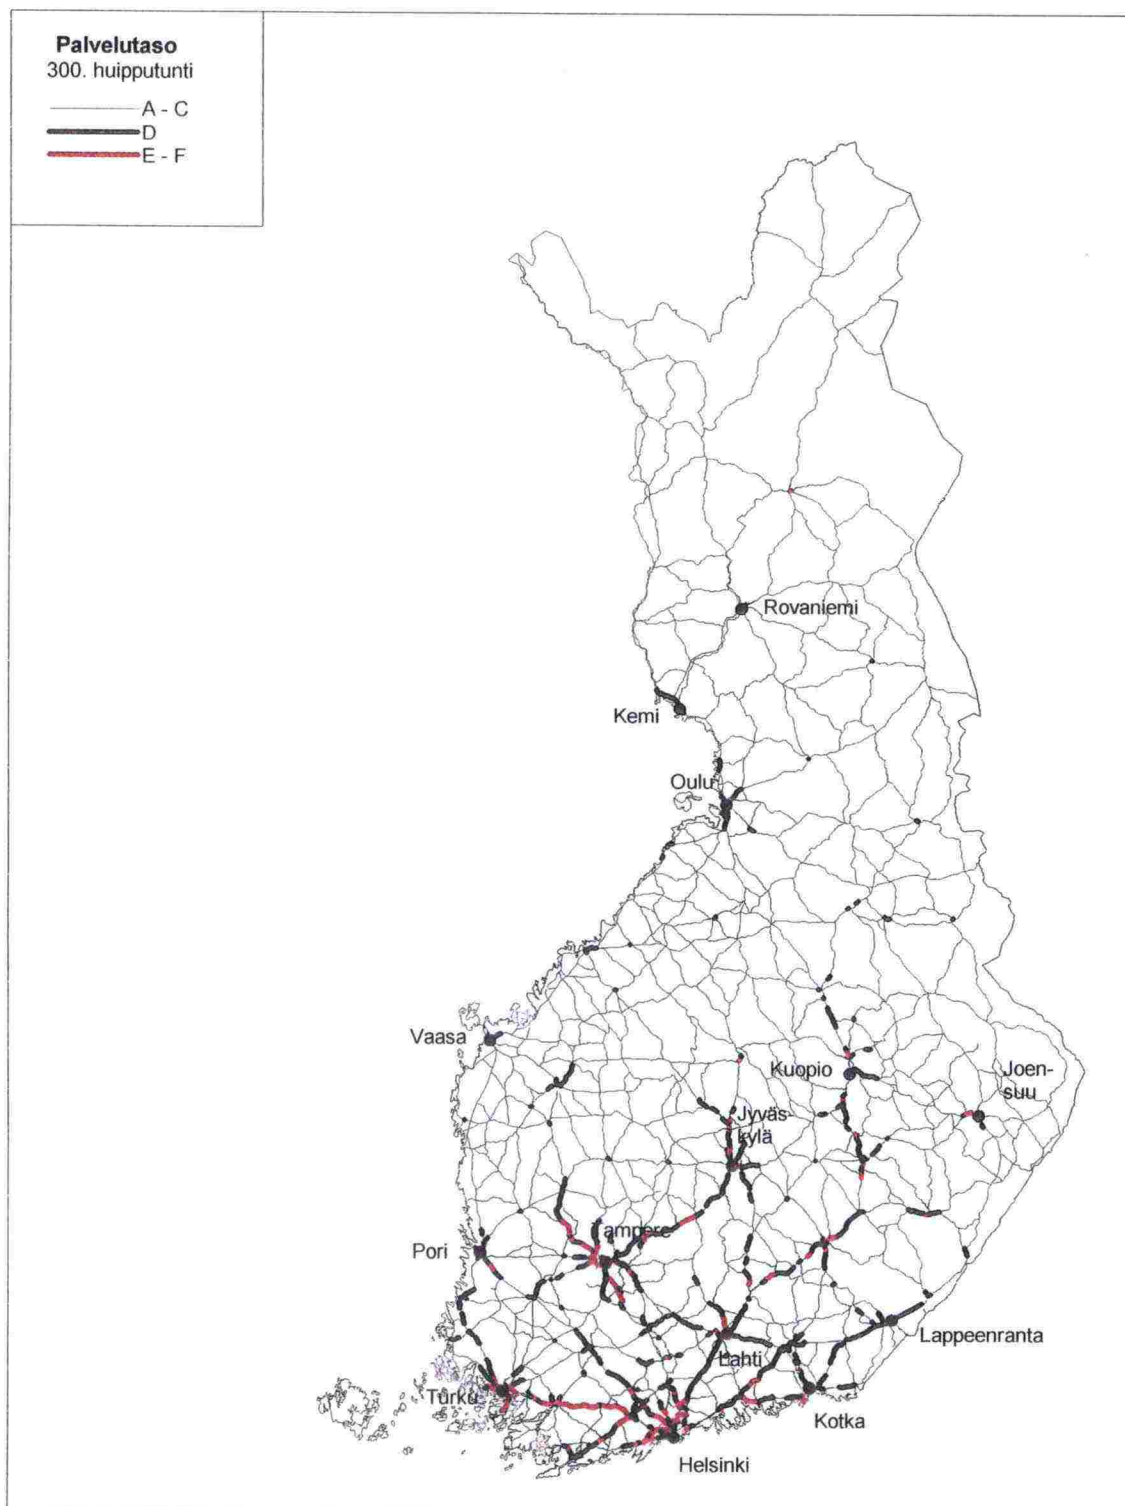 Palvelutaso
300. huipputunti
A - C
D
E - F
Rovaniemi
Kemi
Oulu
Vaasa
Kuopio
Joen-
suu
Jyväs-
kylä
Tampere
Pori
Lappeenranta
Lahti
Turku
Kotka
Helsinki